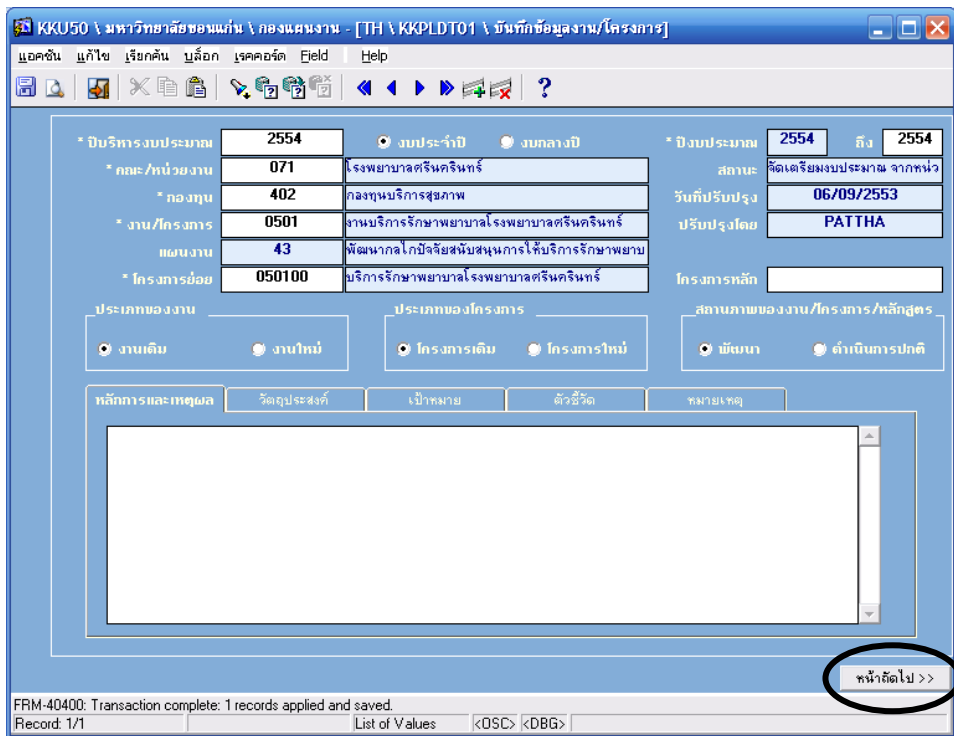 KKU50 \ มหาวิทยาลัยขอนแก่น \ กองแผนงาน - [TH \ KKPLDT01 \ บันทึกข้อมูลงาน/โครงการ]
แอคชัน แก้ไข เรียกค้น บล็อก เรคคอร์ด Field Help
* ปีบริหารงบประมาณ 2554 งบประจำปี งบกลางปี * ปีงบประมาณ 2554 ถึง 2554
* คณะ/หน่วยงาน 071 โรงพยาบาลศรีนครินทร์ สถานะ จัดเตรียมงบประมาณ จากหน่ว
* กองทุน 402 กองทุนบริการสุขภาพ วันที่ปรับปรุง 06/09/2553
* งาน/โครงการ 0501 งานบริการรักษาพยาบาลโรงพยาบาลศรีนครินทร์ ปรับปรุงโดย PATTHA
แผนงาน 43 พัฒนากลไกปัจจัยสนับสนุนการให้บริการรักษาพยาบ
* โครงการย่อย 050100 บริการรักษาพยาบาลโรงพยาบาลศรีนครินทร์ โครงการหลัก
ประเภทของงาน ประเภทของโครงการ สถานภาพของงาน/โครงการ/หลักสูตร
งานเดิม งานใหม่ โครงการเดิม โครงการใหม่ พัฒนา ดำเนินการปกติ
หลักการและเหตุผล วัตถุประสงค์ เป้าหมาย ตัวชี้วัด หมายเหตุ
หน้าถัดไป >>
FRM-40400: Transaction complete: 1 records applied and saved.
Record: 1/1 List of Values <OSC> <DBG>